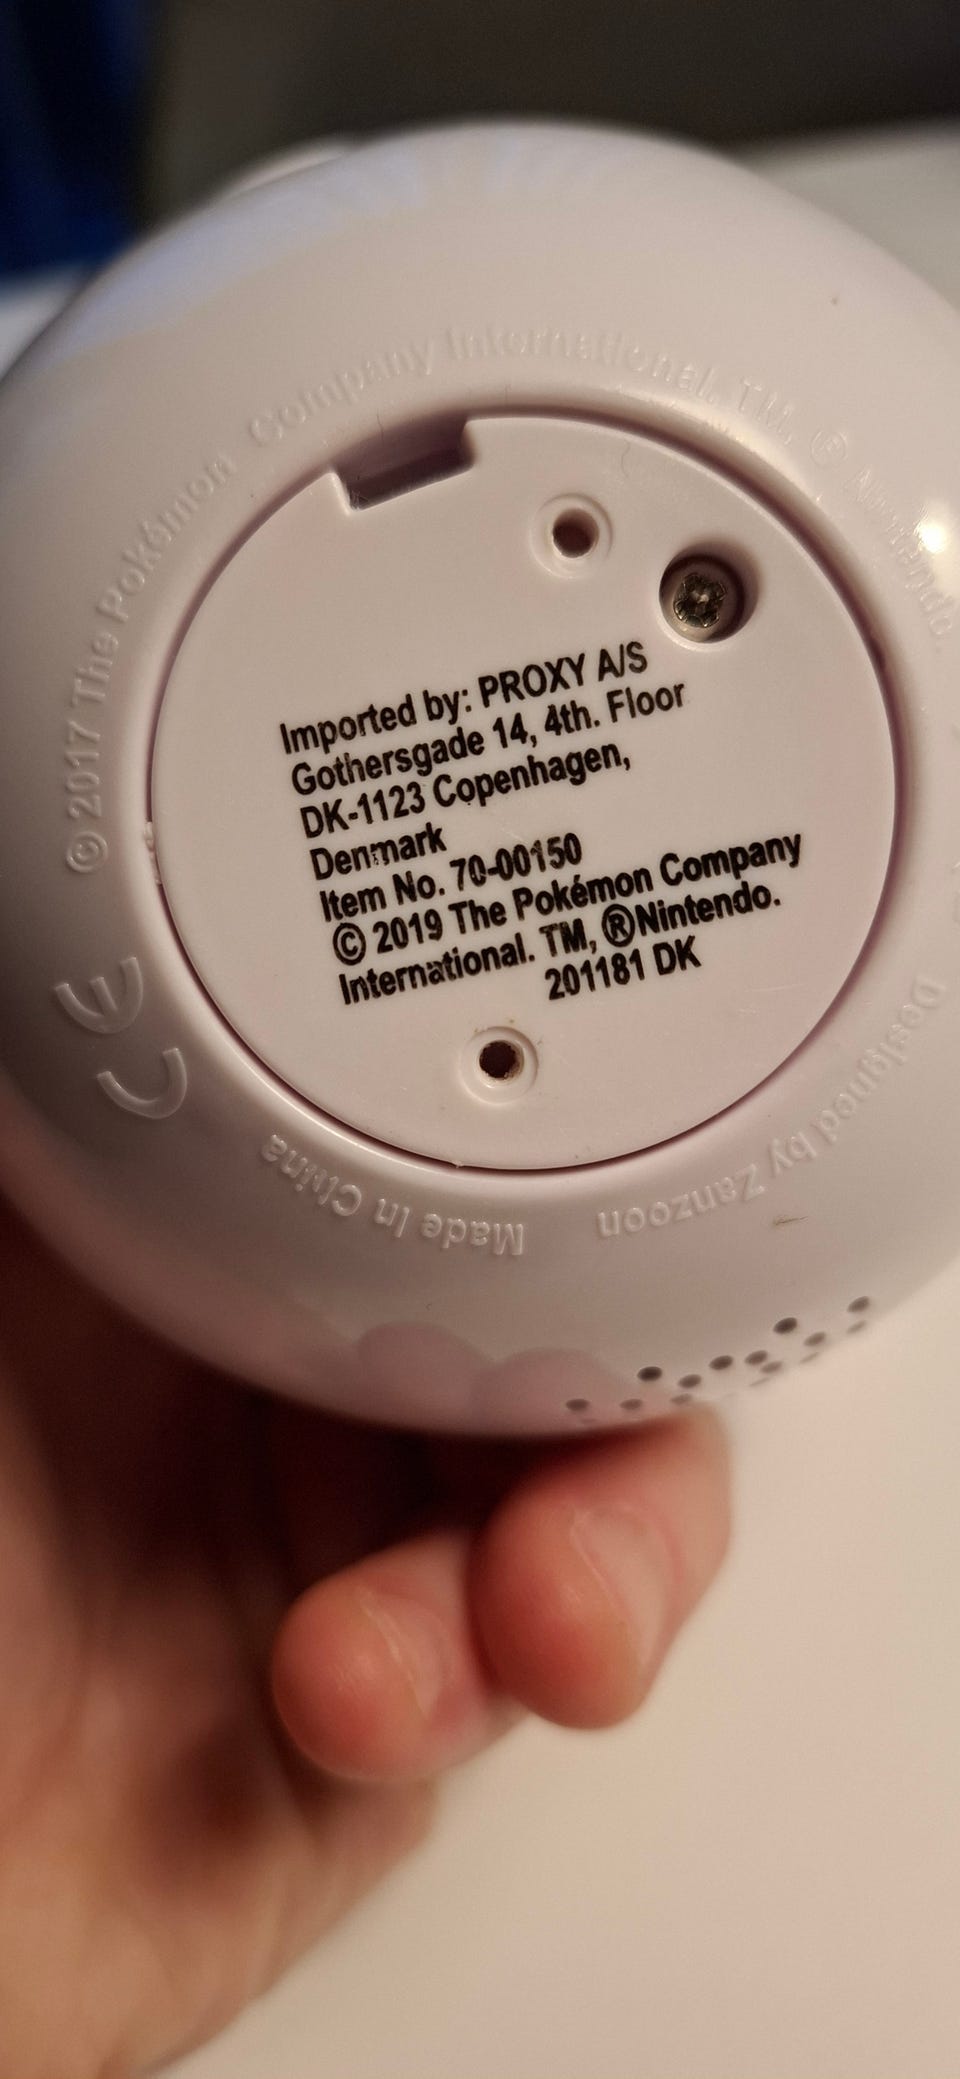 © 2017 The Pokémon Company International. TM, ® Nintendo.
Imported by: PROXY A/S
Gothersgade 14, 4th. Floor
DK-1123 Copenhagen,
Denmark
Item No. 70-00150
© 2019 The Pokémon Company
International. TM, ®Nintendo.
201181 DK
CE
Made In China
Designed by Zanzoon